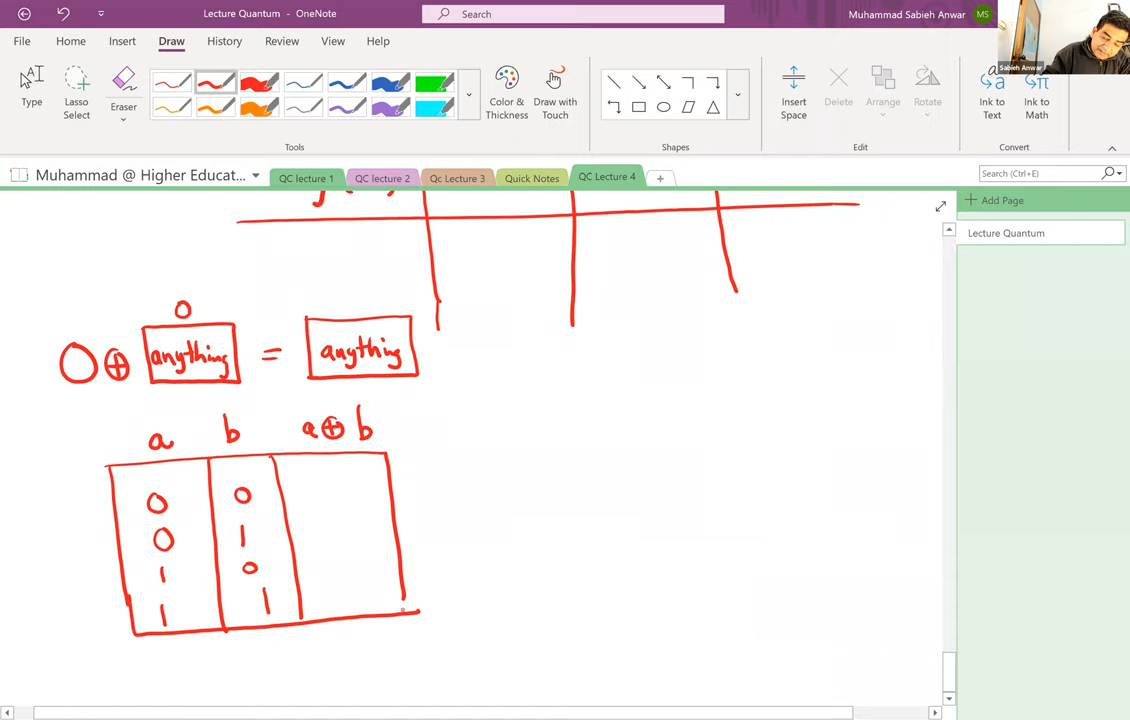 Lecture Quantum - OneNote
Search
Muhammad Sabieh Anwar
MS
File Home Insert Draw History Review View Help
Sabieh Anwar
Type
Lasso Select
Eraser
Color & Thickness
Draw with Touch
Insert Space
Delete
Arrange
Rotate
Ink to Text
Ink to Math
Tools
Shapes
Edit
Convert
Muhammad @ Higher Educat...
QC lecture 1
QC lecture 2
Qc Lecture 3
Quick Notes
QC Lecture 4
Search (Ctrl+E)
Add Page
Lecture Quantum
0
0 ⊕ anything = anything
a b a ⊕ b
0 0
0 1
1 0
1 1